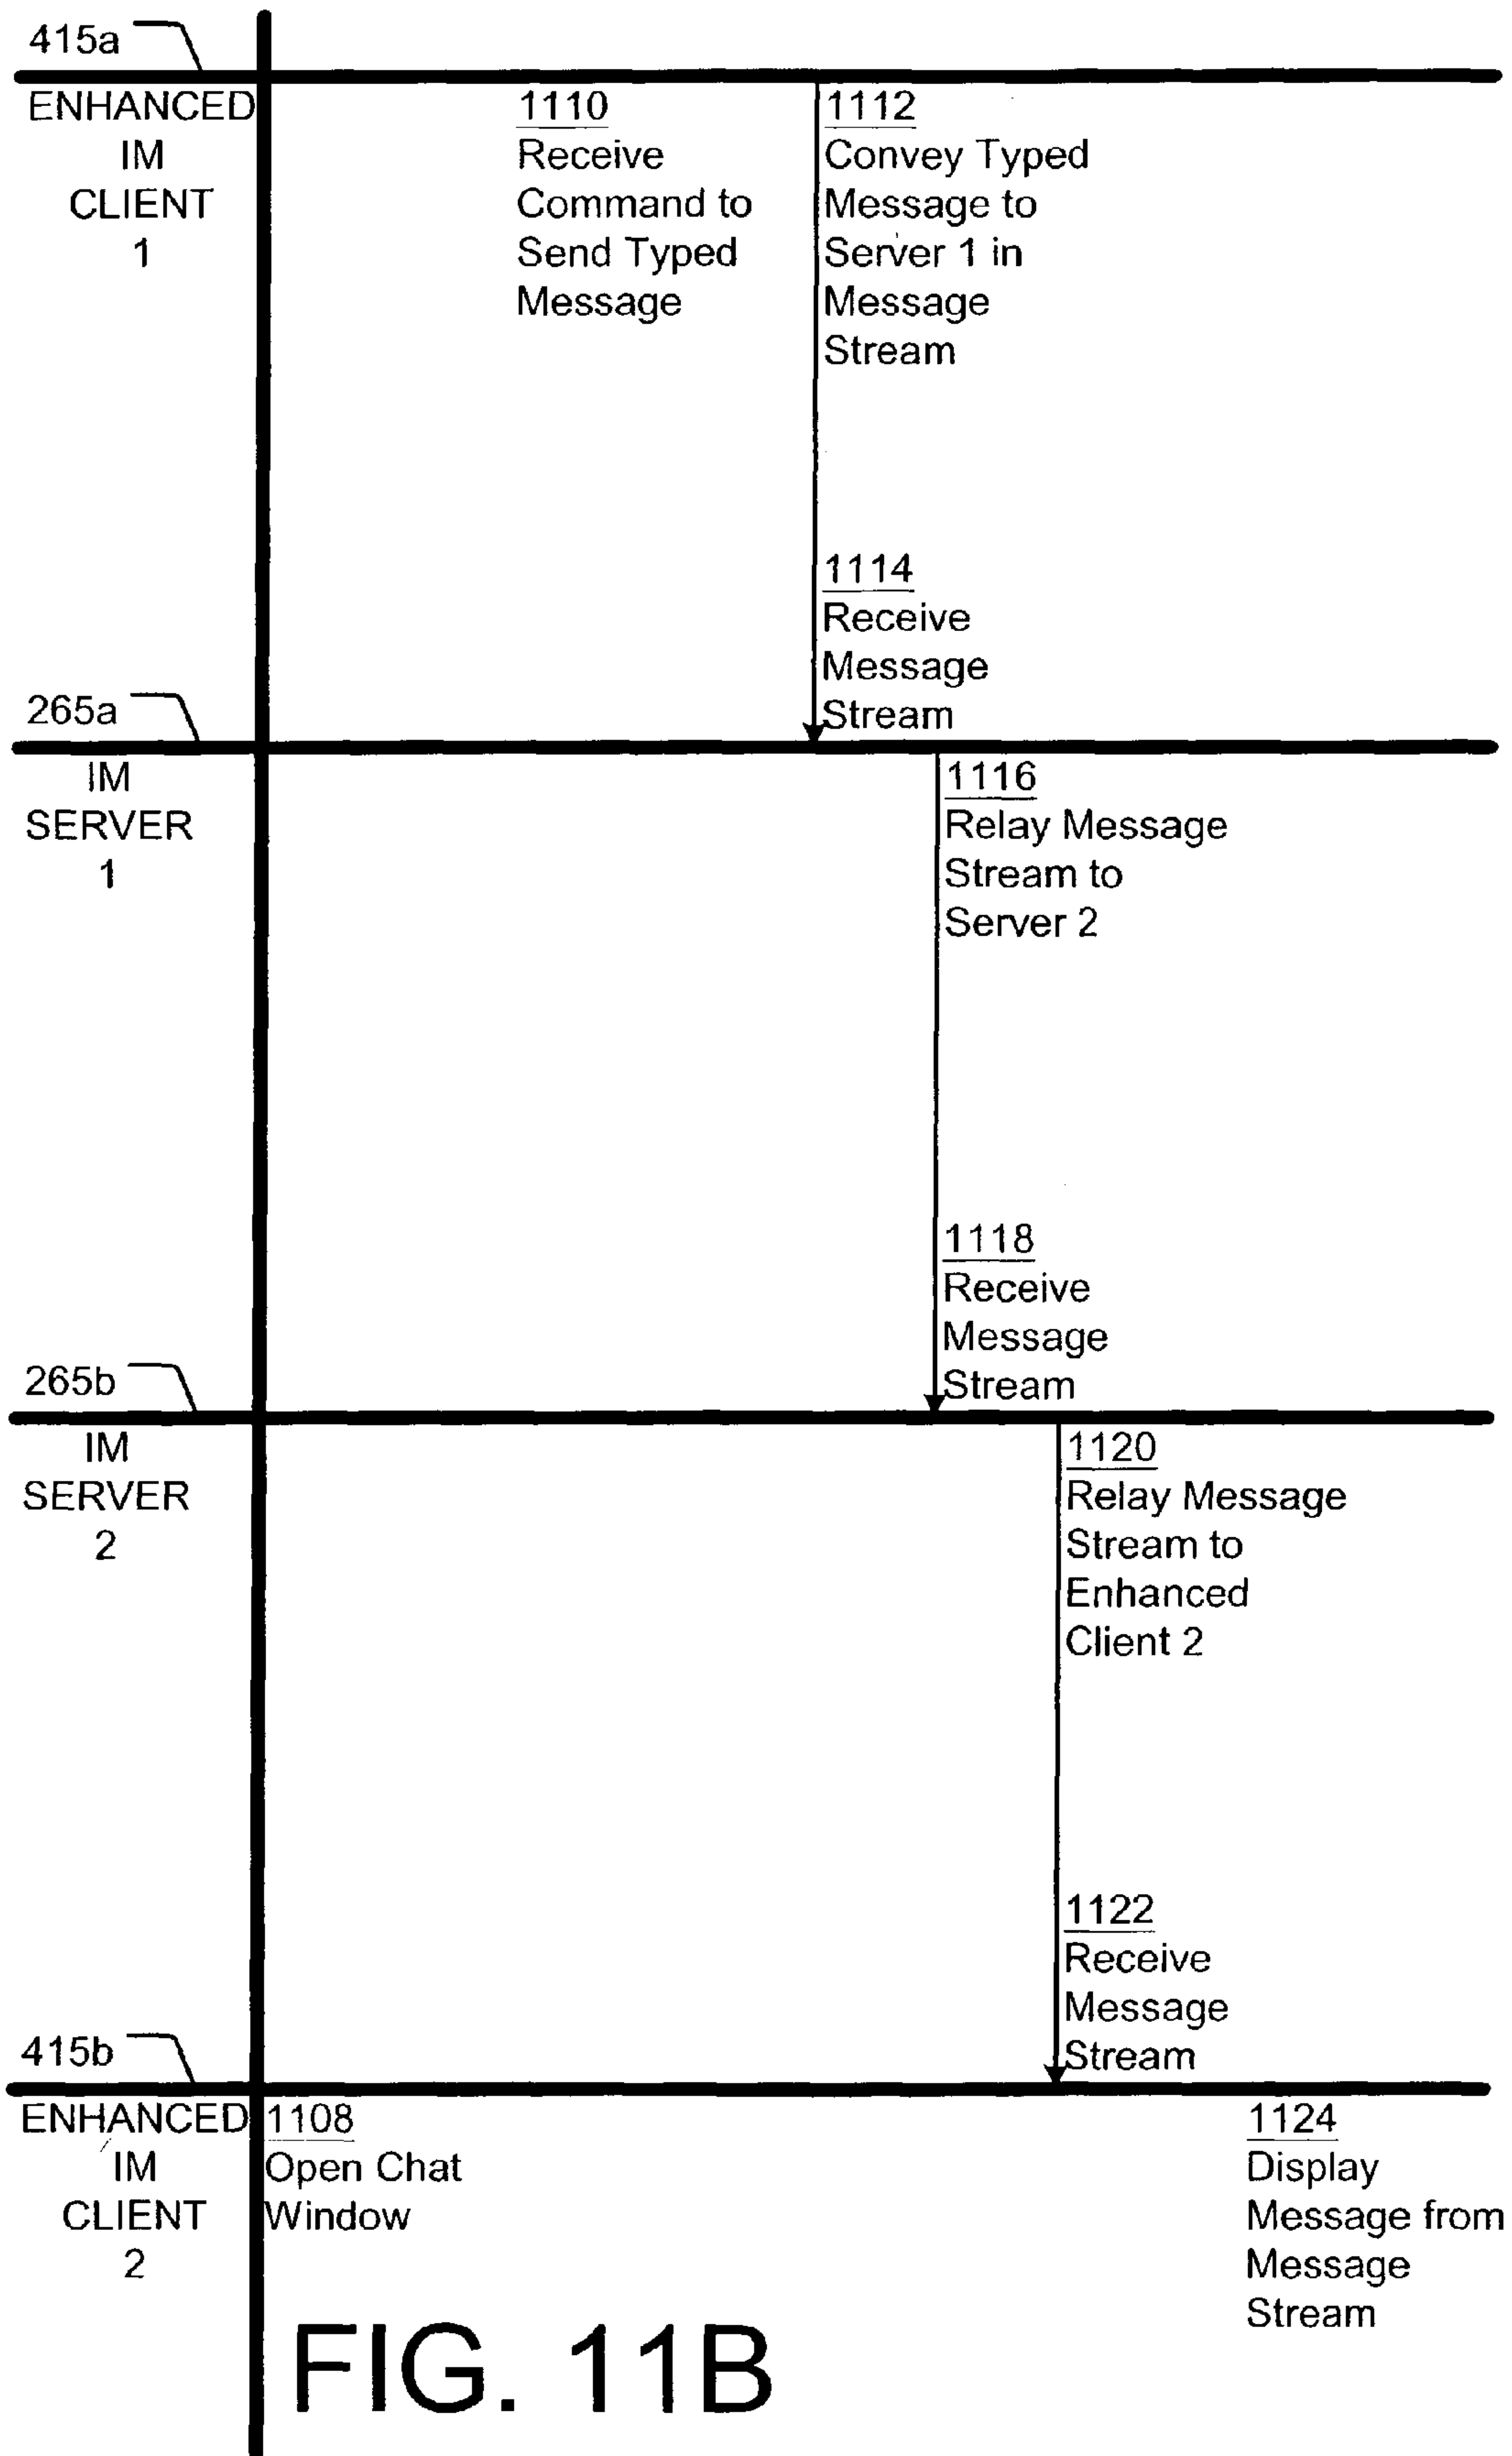 415a
ENHANCED
IM
CLIENT
1
1110
Receive
Command to
Send Typed
Message
1112
Convey Typed
Message to
Server 1 in
Message
Stream
1114
Receive
Message
Stream
265a
IM
SERVER
1
1116
Relay Message
Stream to
Server 2
1118
Receive
Message
Stream
265b
IM
SERVER
2
1120
Relay Message
Stream to
Enhanced
Client 2
1122
Receive
Message
Stream
415b
ENHANCED
IM
CLIENT
2
1108
Open Chat
Window
1124
Display
Message from
Message
Stream
FIG. 11B